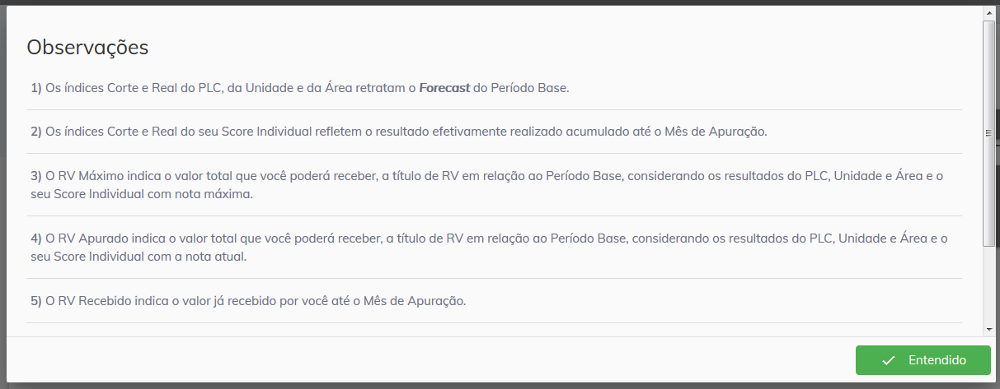 Observações
1) Os índices Corte e Real do PLC, da Unidade e da Área retratam o Forecast do Período Base.
2) Os índices Corte e Real do seu Score Individual refletem o resultado efetivamente realizado acumulado até o Mês de Apuração.
3) O RV Máximo indica o valor total que você poderá receber, a título de RV em relação ao Período Base, considerando os resultados do PLC, Unidade e Área e o
seu Score Individual com nota máxima.
4) O RV Apurado indica o valor total que você poderá receber, a título de RV em relação ao Período Base, considerando os resultados do PLC, Unidade e Área e o
seu Score Individual com a nota atual.
5) O RV Recebido indica o valor já recebido por você até o Mês de Apuração.
Entendido